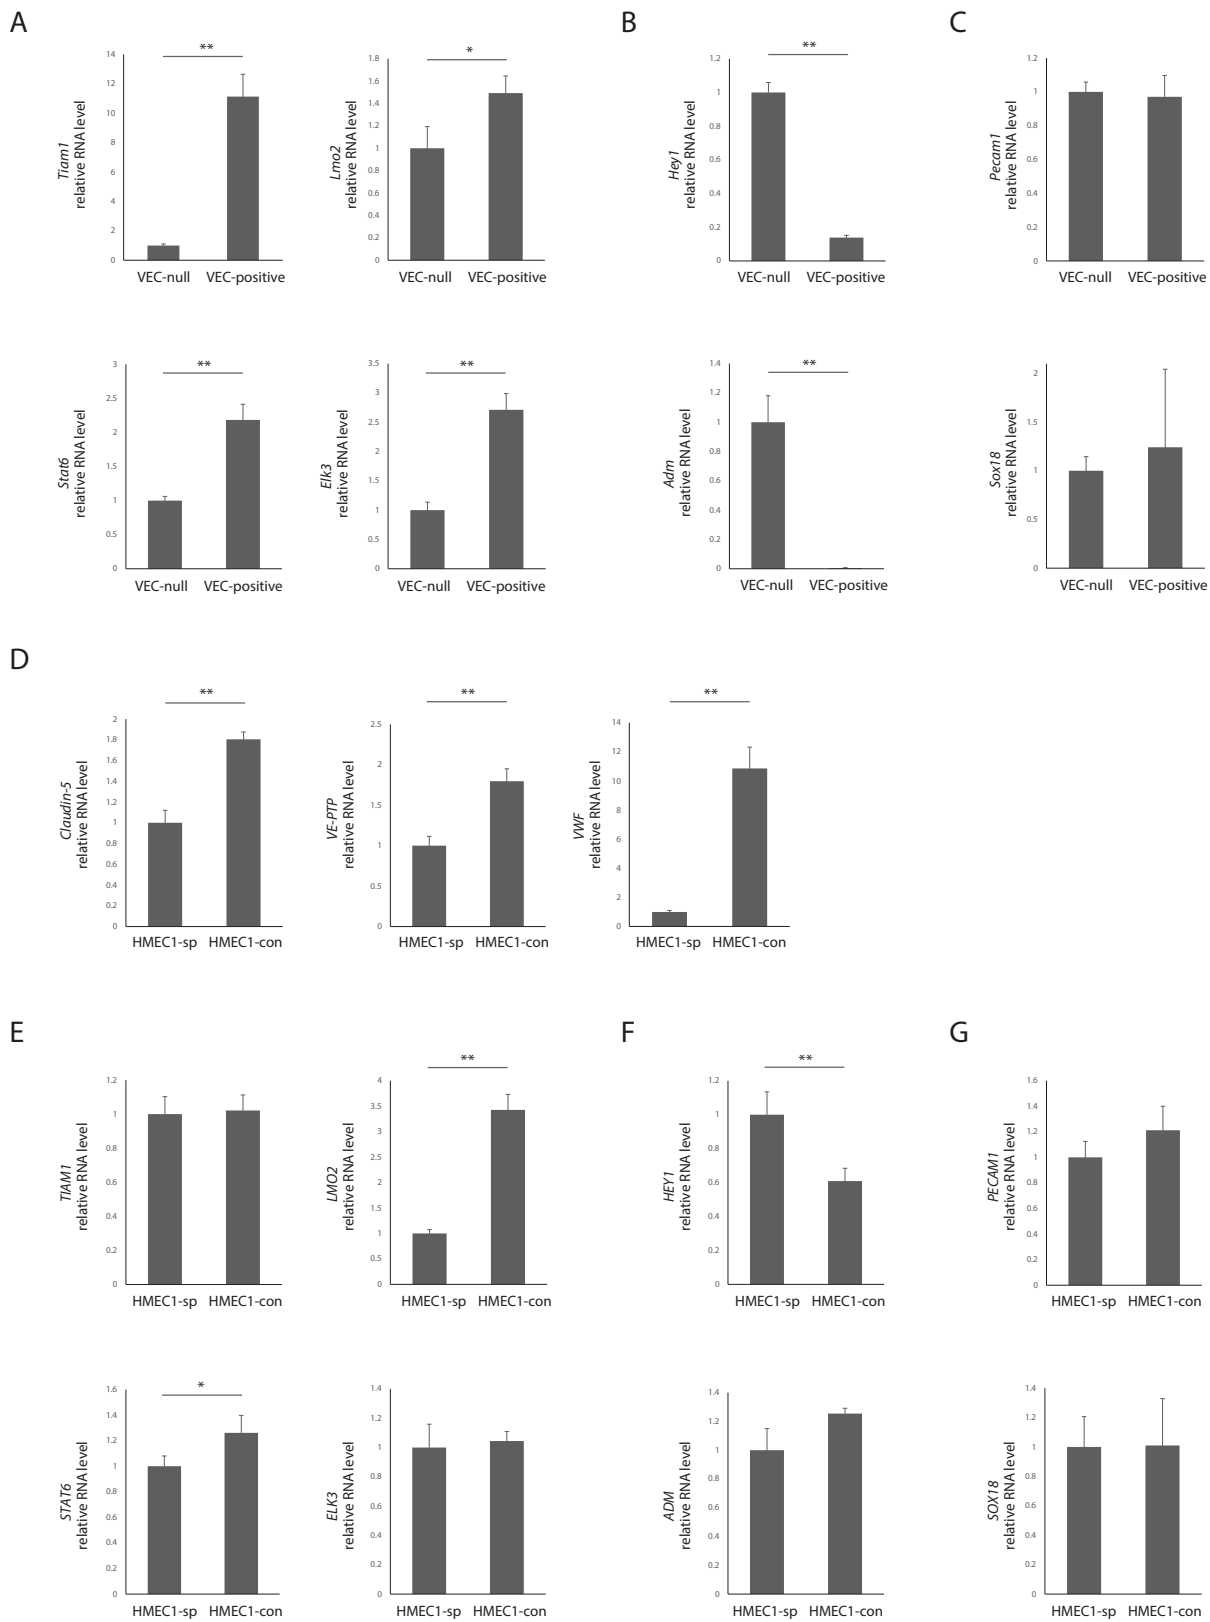 A
B
C
Tiam1
relative RNA level
**
14
12
10
8
6
4
2
0
VEC-null VEC-positive
Lmo2
relative RNA level
*
1.8
1.6
1.4
1.2
1
0.8
0.6
0.4
0.2
0
VEC-null VEC-positive
Hey1
relative RNA level
**
1.2
1
0.8
0.6
0.4
0.2
0
VEC-null VEC-positive
Pecam1
relative RNA level
1.2
1
0.8
0.6
0.4
0.2
0
VEC-null VEC-positive
Stat6
relative RNA level
**
3
2.5
2
1.5
1
0.5
0
VEC-null VEC-positive
Elk3
relative RNA level
**
3.5
3
2.5
2
1.5
1
0.5
0
VEC-null VEC-positive
Adm
relative RNA level
**
1.4
1.2
1
0.8
0.6
0.4
0.2
0
VEC-null VEC-positive
Sox18
relative RNA level
2
1.5
1
0.5
0
VEC-null VEC-positive
D
Claudin-5
relative RNA level
**
2
1.8
1.6
1.4
1.2
1
0.8
0.6
0.4
0.2
0
HMEC1-sp HMEC1-con
VE-PTP
relative RNA level
**
2.5
2
1.5
1
0.5
0
HMEC1-sp HMEC1-con
VWF
relative RNA level
**
14
12
10
8
6
4
2
0
HMEC1-sp HMEC1-con
E
F
G
TIAM1
relative RNA level
1.2
1
0.8
0.6
0.4
0.2
0
HMEC1-sp HMEC1-con
LMO2
relative RNA level
**
4
3.5
3
2.5
2
1.5
1
0.5
0
HMEC1-sp HMEC1-con
HEY1
relative RNA level
**
1.2
1
0.8
0.6
0.4
0.2
0
HMEC1-sp HMEC1-con
PECAM1
relative RNA level
1.6
1.4
1.2
1
0.8
0.6
0.4
0.2
0
HMEC1-sp HMEC1-con
STAT6
relative RNA level
*
1.6
1.4
1.2
1
0.8
0.6
0.4
0.2
0
HMEC1-sp HMEC1-con
ELK3
relative RNA level
1.4
1.2
1
0.8
0.6
0.4
0.2
0
HMEC1-sp HMEC1-con
ADM
relative RNA level
1.4
1.2
1
0.8
0.6
0.4
0.2
0
HMEC1-sp HMEC1-con
SOX18
relative RNA level
1.4
1.2
1
0.8
0.6
0.4
0.2
0
HMEC1-sp HMEC1-con